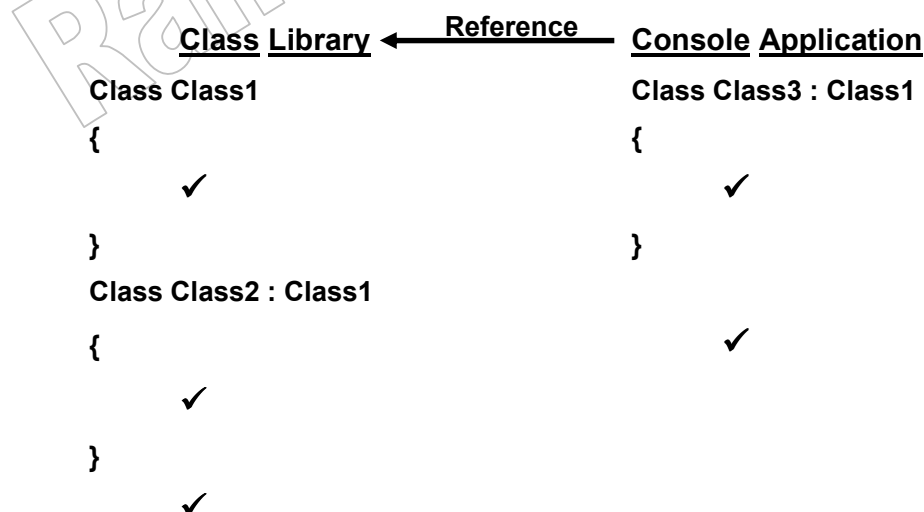 Class Library Reference Console Application
Class Class1
{
✓
}
Class Class2 : Class1
{
✓
}
✓
Class Class3 : Class1
{
✓
}
✓